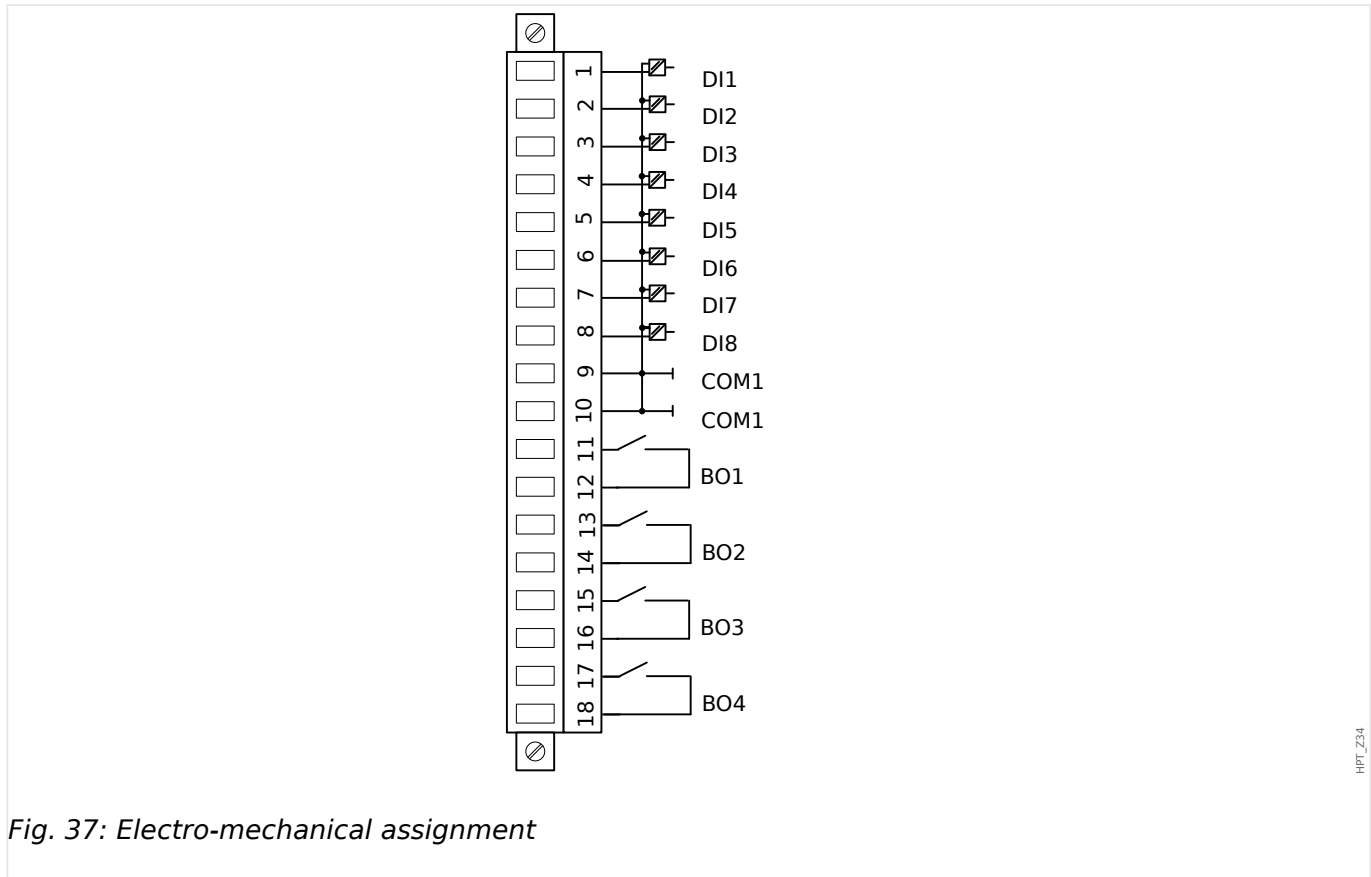 1 DI1
2 DI2
3 DI3
4 DI4
5 DI5
6 DI6
7 DI7
8 DI8
9 COM1
10 COM1
11
BO1
12
13
BO2
14
15
BO3
16
17
BO4
18
HPT_Z34
Fig. 37: Electro-mechanical assignment